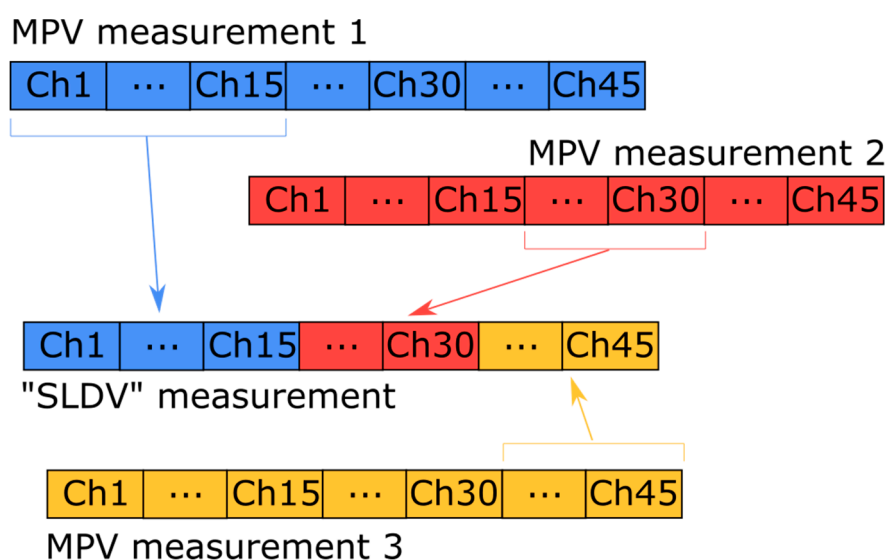 MPV measurement 1
Ch1 ... Ch15 ... Ch30 ... Ch45
MPV measurement 2
Ch1 ... Ch15 ... Ch30 ... Ch45
Ch1 ... Ch15 ... Ch30 ... Ch45
"SLDV" measurement
Ch1 ... Ch15 ... Ch30 ... Ch45
MPV measurement 3